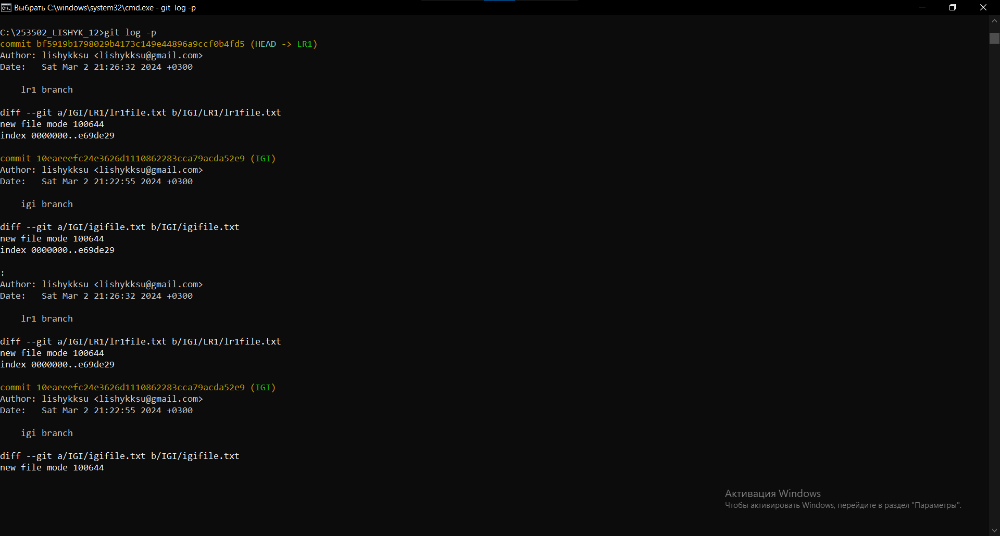 Выбрать C:\windows\system32\cmd.exe - git  log -p
C:\253502_LISHYK_12>git log -p
commit bf5919b1798029b4173c149e44896a9ccf0b4fd5 (HEAD -> LR1)
Author: lishykksu <lishykksu@gmail.com>
Date:   Sat Mar 2 21:26:32 2024 +0300
    lr1 branch
diff --git a/IGI/LR1/lr1file.txt b/IGI/LR1/lr1file.txt
new file mode 100644
index 0000000..e69de29
commit 10eaeeefc24e3626d1110862283cca79acda52e9 (IGI)
Author: lishykksu <lishykksu@gmail.com>
Date:   Sat Mar 2 21:22:55 2024 +0300
    igi branch
diff --git a/IGI/igifile.txt b/IGI/igifile.txt
new file mode 100644
index 0000000..e69de29
:
Author: lishykksu <lishykksu@gmail.com>
Date:   Sat Mar 2 21:26:32 2024 +0300
    lr1 branch
diff --git a/IGI/LR1/lr1file.txt b/IGI/LR1/lr1file.txt
new file mode 100644
index 0000000..e69de29
commit 10eaeeefc24e3626d1110862283cca79acda52e9 (IGI)
Author: lishykksu <lishykksu@gmail.com>
Date:   Sat Mar 2 21:22:55 2024 +0300
    igi branch
diff --git a/IGI/igifile.txt b/IGI/igifile.txt
new file mode 100644
Активация Windows
Чтобы активировать Windows, перейдите в раздел "Параметры".